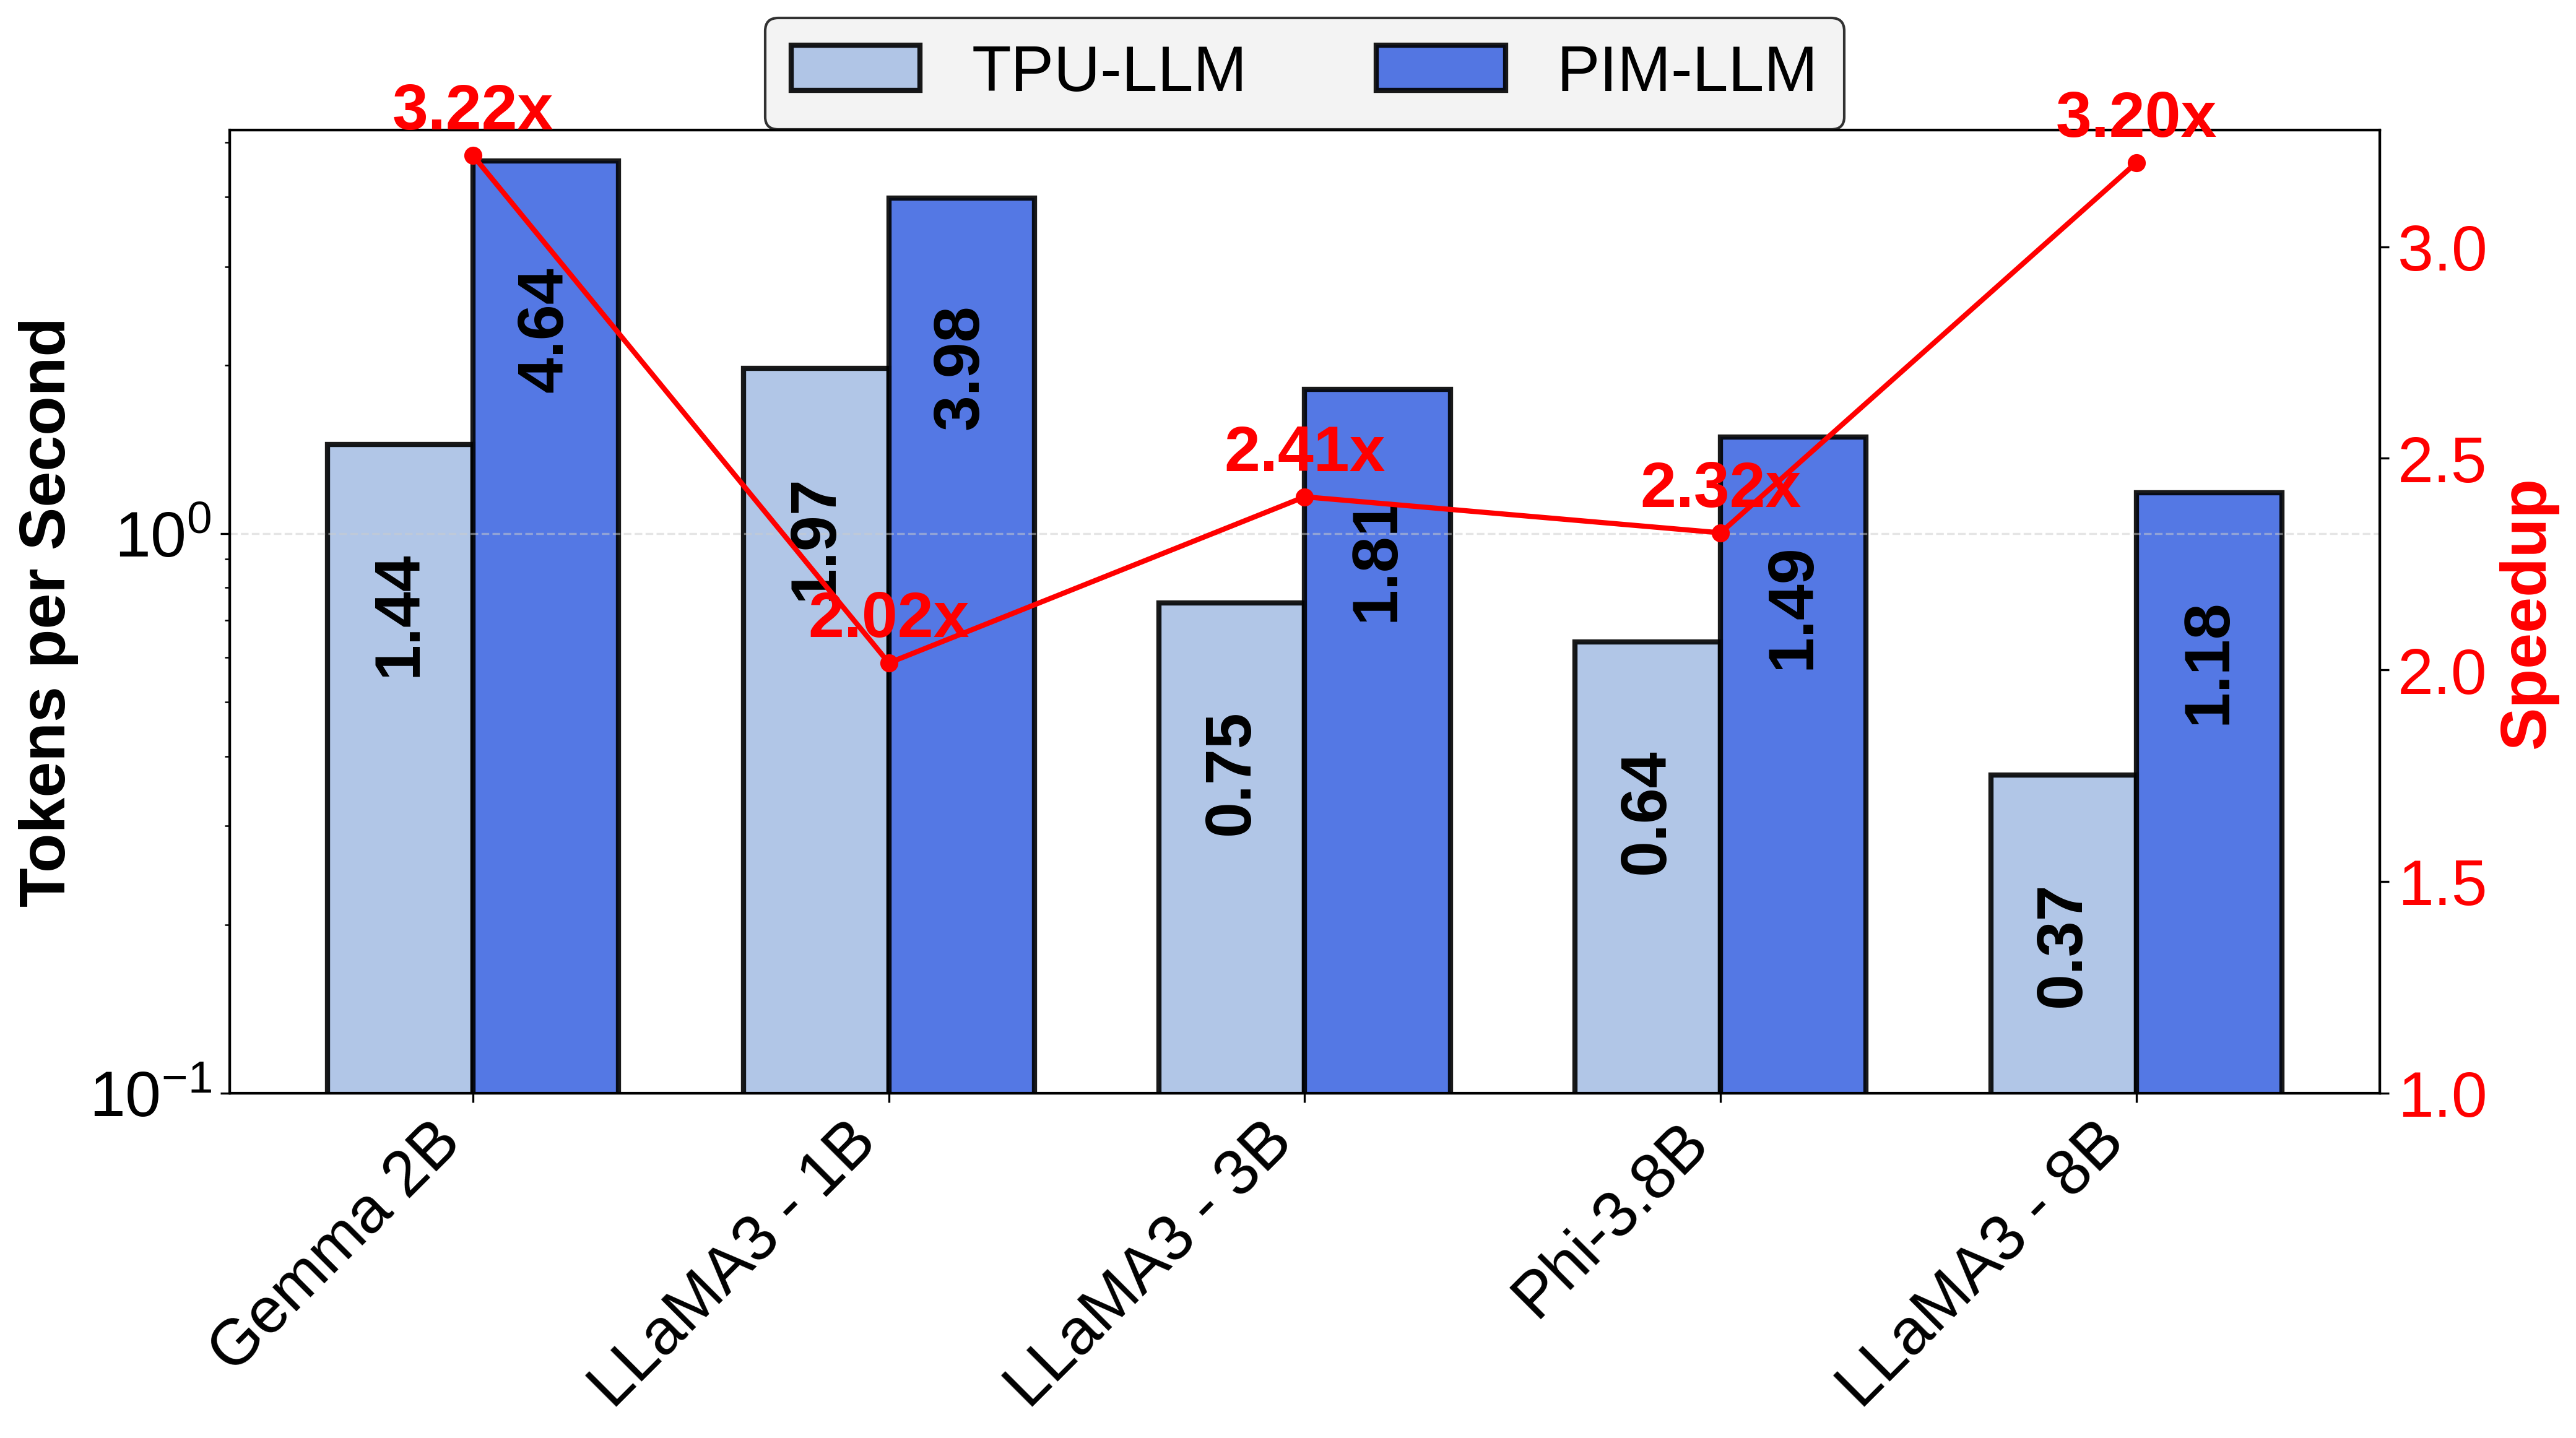 TPU-LLM PIM-LLM
3.22x
2.02x
2.41x
2.32x
3.20x
Tokens per Second
10⁰
10⁻¹
1.44
4.64
1.97
3.98
0.75
1.81
0.64
1.49
0.37
1.18
3.0
2.5
2.0
1.5
1.0
Speedup
Gemma 2B
LLaMA3 - 1B
LLaMA3 - 3B
Phi-3.8B
LLaMA3 - 8B